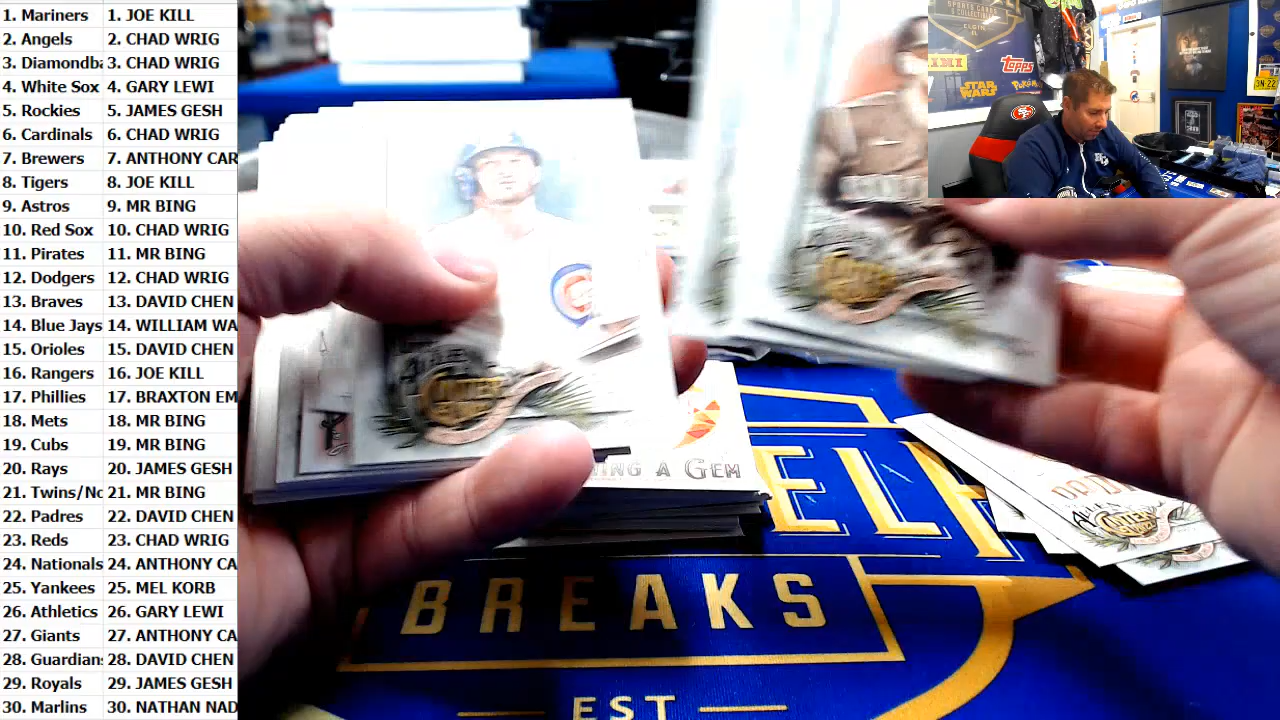 1. Mariners 1. JOE KILL
2. Angels 2. CHAD WRIG
3. Diamondba 3. CHAD WRIG
4. White Sox 4. GARY LEWI
5. Rockies 5. JAMES GESH
6. Cardinals 6. CHAD WRIG
7. Brewers 7. ANTHONY CAR
8. Tigers 8. JOE KILL
9. Astros 9. MR BING
10. Red Sox 10. CHAD WRIG
11. Pirates 11. MR BING
12. Dodgers 12. CHAD WRIG
13. Braves 13. DAVID CHEN
14. Blue Jays 14. WILLIAM WA
15. Orioles 15. DAVID CHEN
16. Rangers 16. JOE KILL
17. Phillies 17. BRAXTON EM
18. Mets 18. MR BING
19. Cubs 19. MR BING
20. Rays 20. JAMES GESH
21. Twins/No 21. MR BING
22. Padres 22. DAVID CHEN
23. Reds 23. CHAD WRIG
24. Nationals 24. ANTHONY CA
25. Yankees 25. MEL KORB
26. Athletics 26. GARY LEWI
27. Giants 27. ANTHONY CA
28. Guardians 28. DAVID CHEN
29. Royals 29. JAMES GESH
30. Marlins 30. NATHAN NAD
topps
STAR WARS
POKéMON
ING A GEM
ELF
BREAKS
EST